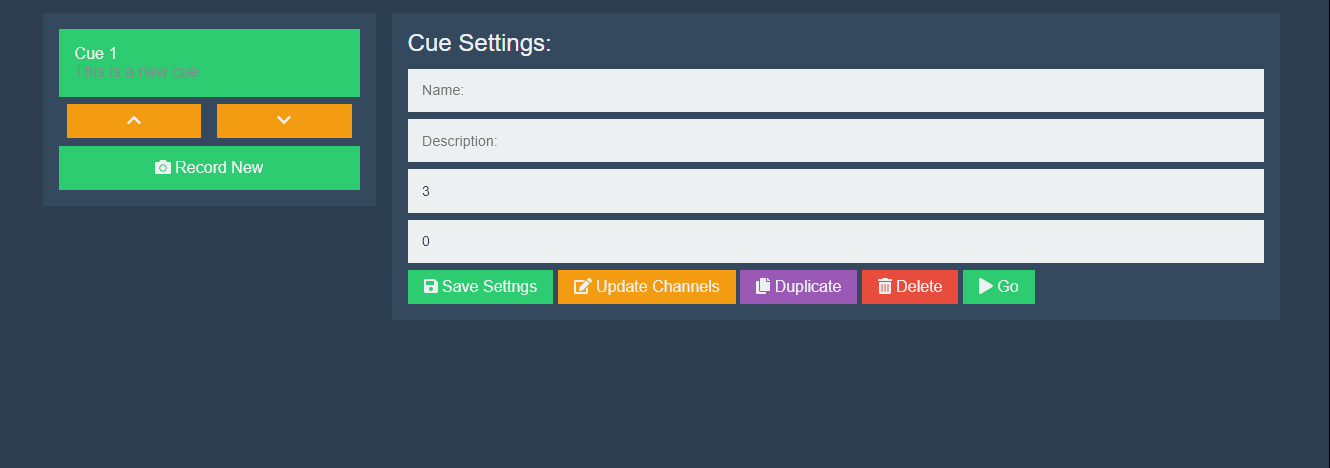 Cue 1
This is a new cue
Record New
Cue Settings:
Name:
Description:
3
0
Save Settngs
Update Channels
Duplicate
Delete
Go